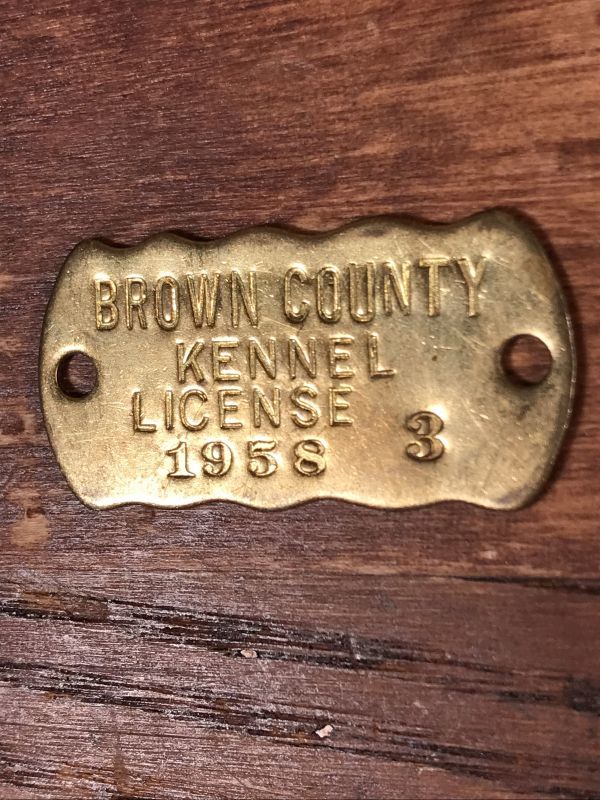 BROWN COUNTY
KENNEL
LICENSE
1958 3